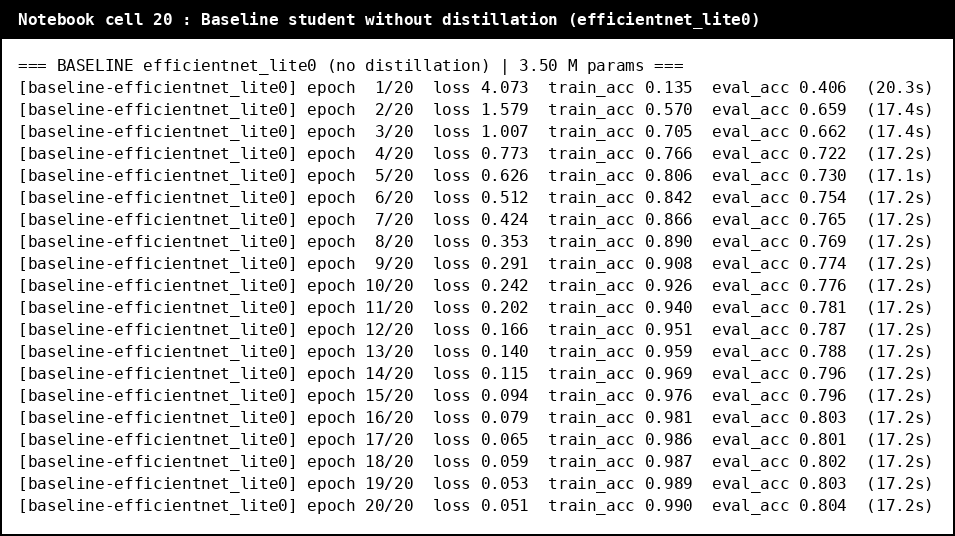 Notebook cell 20 : Baseline student without distillation (efficientnet_lite0)
=== BASELINE efficientnet_lite0 (no distillation) | 3.50 M params ===
[baseline-efficientnet_lite0] epoch  1/20  loss 4.073  train_acc 0.135  eval_acc 0.406  (20.3s)
[baseline-efficientnet_lite0] epoch  2/20  loss 1.579  train_acc 0.570  eval_acc 0.659  (17.4s)
[baseline-efficientnet_lite0] epoch  3/20  loss 1.007  train_acc 0.705  eval_acc 0.662  (17.4s)
[baseline-efficientnet_lite0] epoch  4/20  loss 0.773  train_acc 0.766  eval_acc 0.722  (17.2s)
[baseline-efficientnet_lite0] epoch  5/20  loss 0.626  train_acc 0.806  eval_acc 0.730  (17.1s)
[baseline-efficientnet_lite0] epoch  6/20  loss 0.512  train_acc 0.842  eval_acc 0.754  (17.2s)
[baseline-efficientnet_lite0] epoch  7/20  loss 0.424  train_acc 0.866  eval_acc 0.765  (17.2s)
[baseline-efficientnet_lite0] epoch  8/20  loss 0.353  train_acc 0.890  eval_acc 0.769  (17.2s)
[baseline-efficientnet_lite0] epoch  9/20  loss 0.291  train_acc 0.908  eval_acc 0.774  (17.2s)
[baseline-efficientnet_lite0] epoch 10/20  loss 0.242  train_acc 0.926  eval_acc 0.776  (17.2s)
[baseline-efficientnet_lite0] epoch 11/20  loss 0.202  train_acc 0.940  eval_acc 0.781  (17.2s)
[baseline-efficientnet_lite0] epoch 12/20  loss 0.166  train_acc 0.951  eval_acc 0.787  (17.2s)
[baseline-efficientnet_lite0] epoch 13/20  loss 0.140  train_acc 0.959  eval_acc 0.788  (17.2s)
[baseline-efficientnet_lite0] epoch 14/20  loss 0.115  train_acc 0.969  eval_acc 0.796  (17.2s)
[baseline-efficientnet_lite0] epoch 15/20  loss 0.094  train_acc 0.976  eval_acc 0.796  (17.2s)
[baseline-efficientnet_lite0] epoch 16/20  loss 0.079  train_acc 0.981  eval_acc 0.803  (17.2s)
[baseline-efficientnet_lite0] epoch 17/20  loss 0.065  train_acc 0.986  eval_acc 0.801  (17.2s)
[baseline-efficientnet_lite0] epoch 18/20  loss 0.059  train_acc 0.987  eval_acc 0.802  (17.2s)
[baseline-efficientnet_lite0] epoch 19/20  loss 0.053  train_acc 0.989  eval_acc 0.803  (17.2s)
[baseline-efficientnet_lite0] epoch 20/20  loss 0.051  train_acc 0.990  eval_acc 0.804  (17.2s)